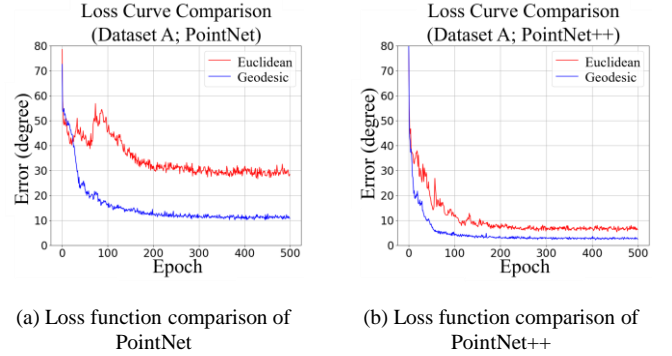 Loss Curve Comparison
(Dataset A; PointNet)
80
70
60
50
40
30
20
10
0
Error (degree)
Euclidean
Geodesic
0 100 200 300 400 500
Epoch
(a) Loss function comparison of
PointNet
Loss Curve Comparison
(Dataset A; PointNet++)
80
70
60
50
40
30
20
10
0
Error (degree)
Euclidean
Geodesic
0 100 200 300 400 500
Epoch
(b) Loss function comparison of
PointNet++